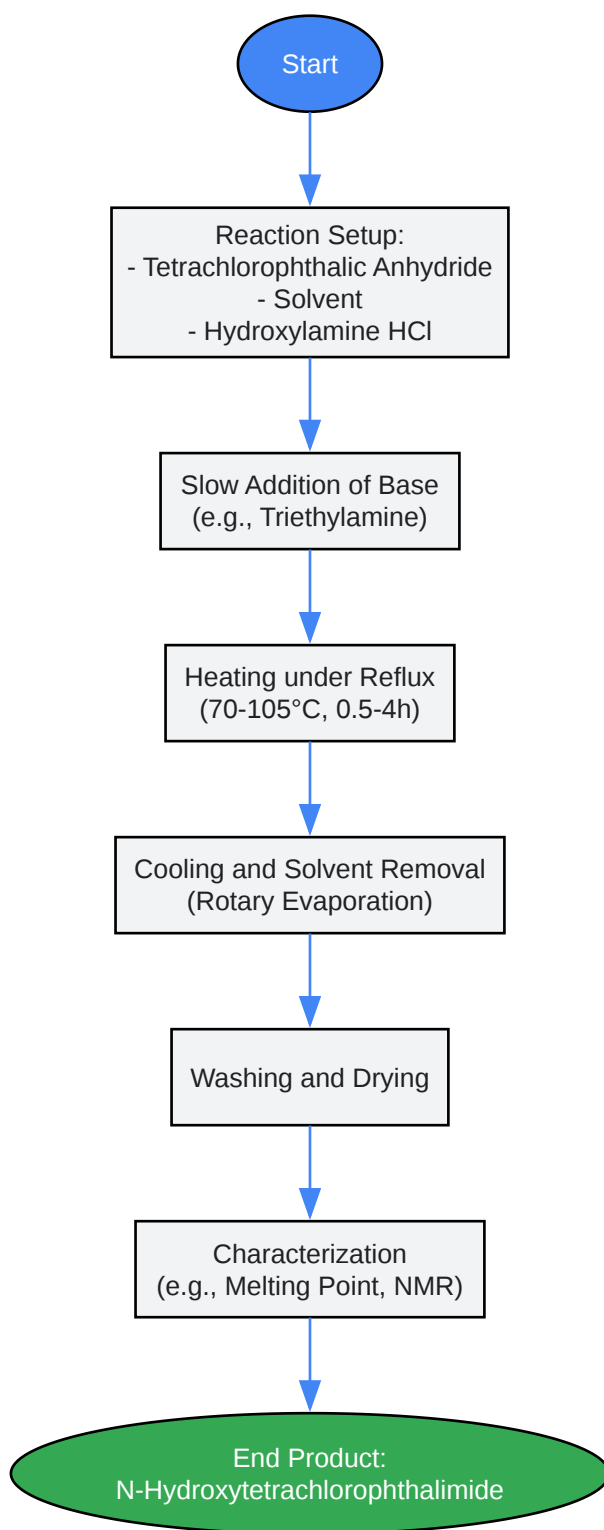 Start
Reaction Setup:
- Tetrachlorophthalic Anhydride
- Solvent
- Hydroxylamine HCl
Slow Addition of Base
(e.g., Triethylamine)
Heating under Reflux
(70-105°C, 0.5-4h)
Cooling and Solvent Removal
(Rotary Evaporation)
Washing and Drying
Characterization
(e.g., Melting Point, NMR)
End Product:
N-Hydroxytetrachlorophthalimide